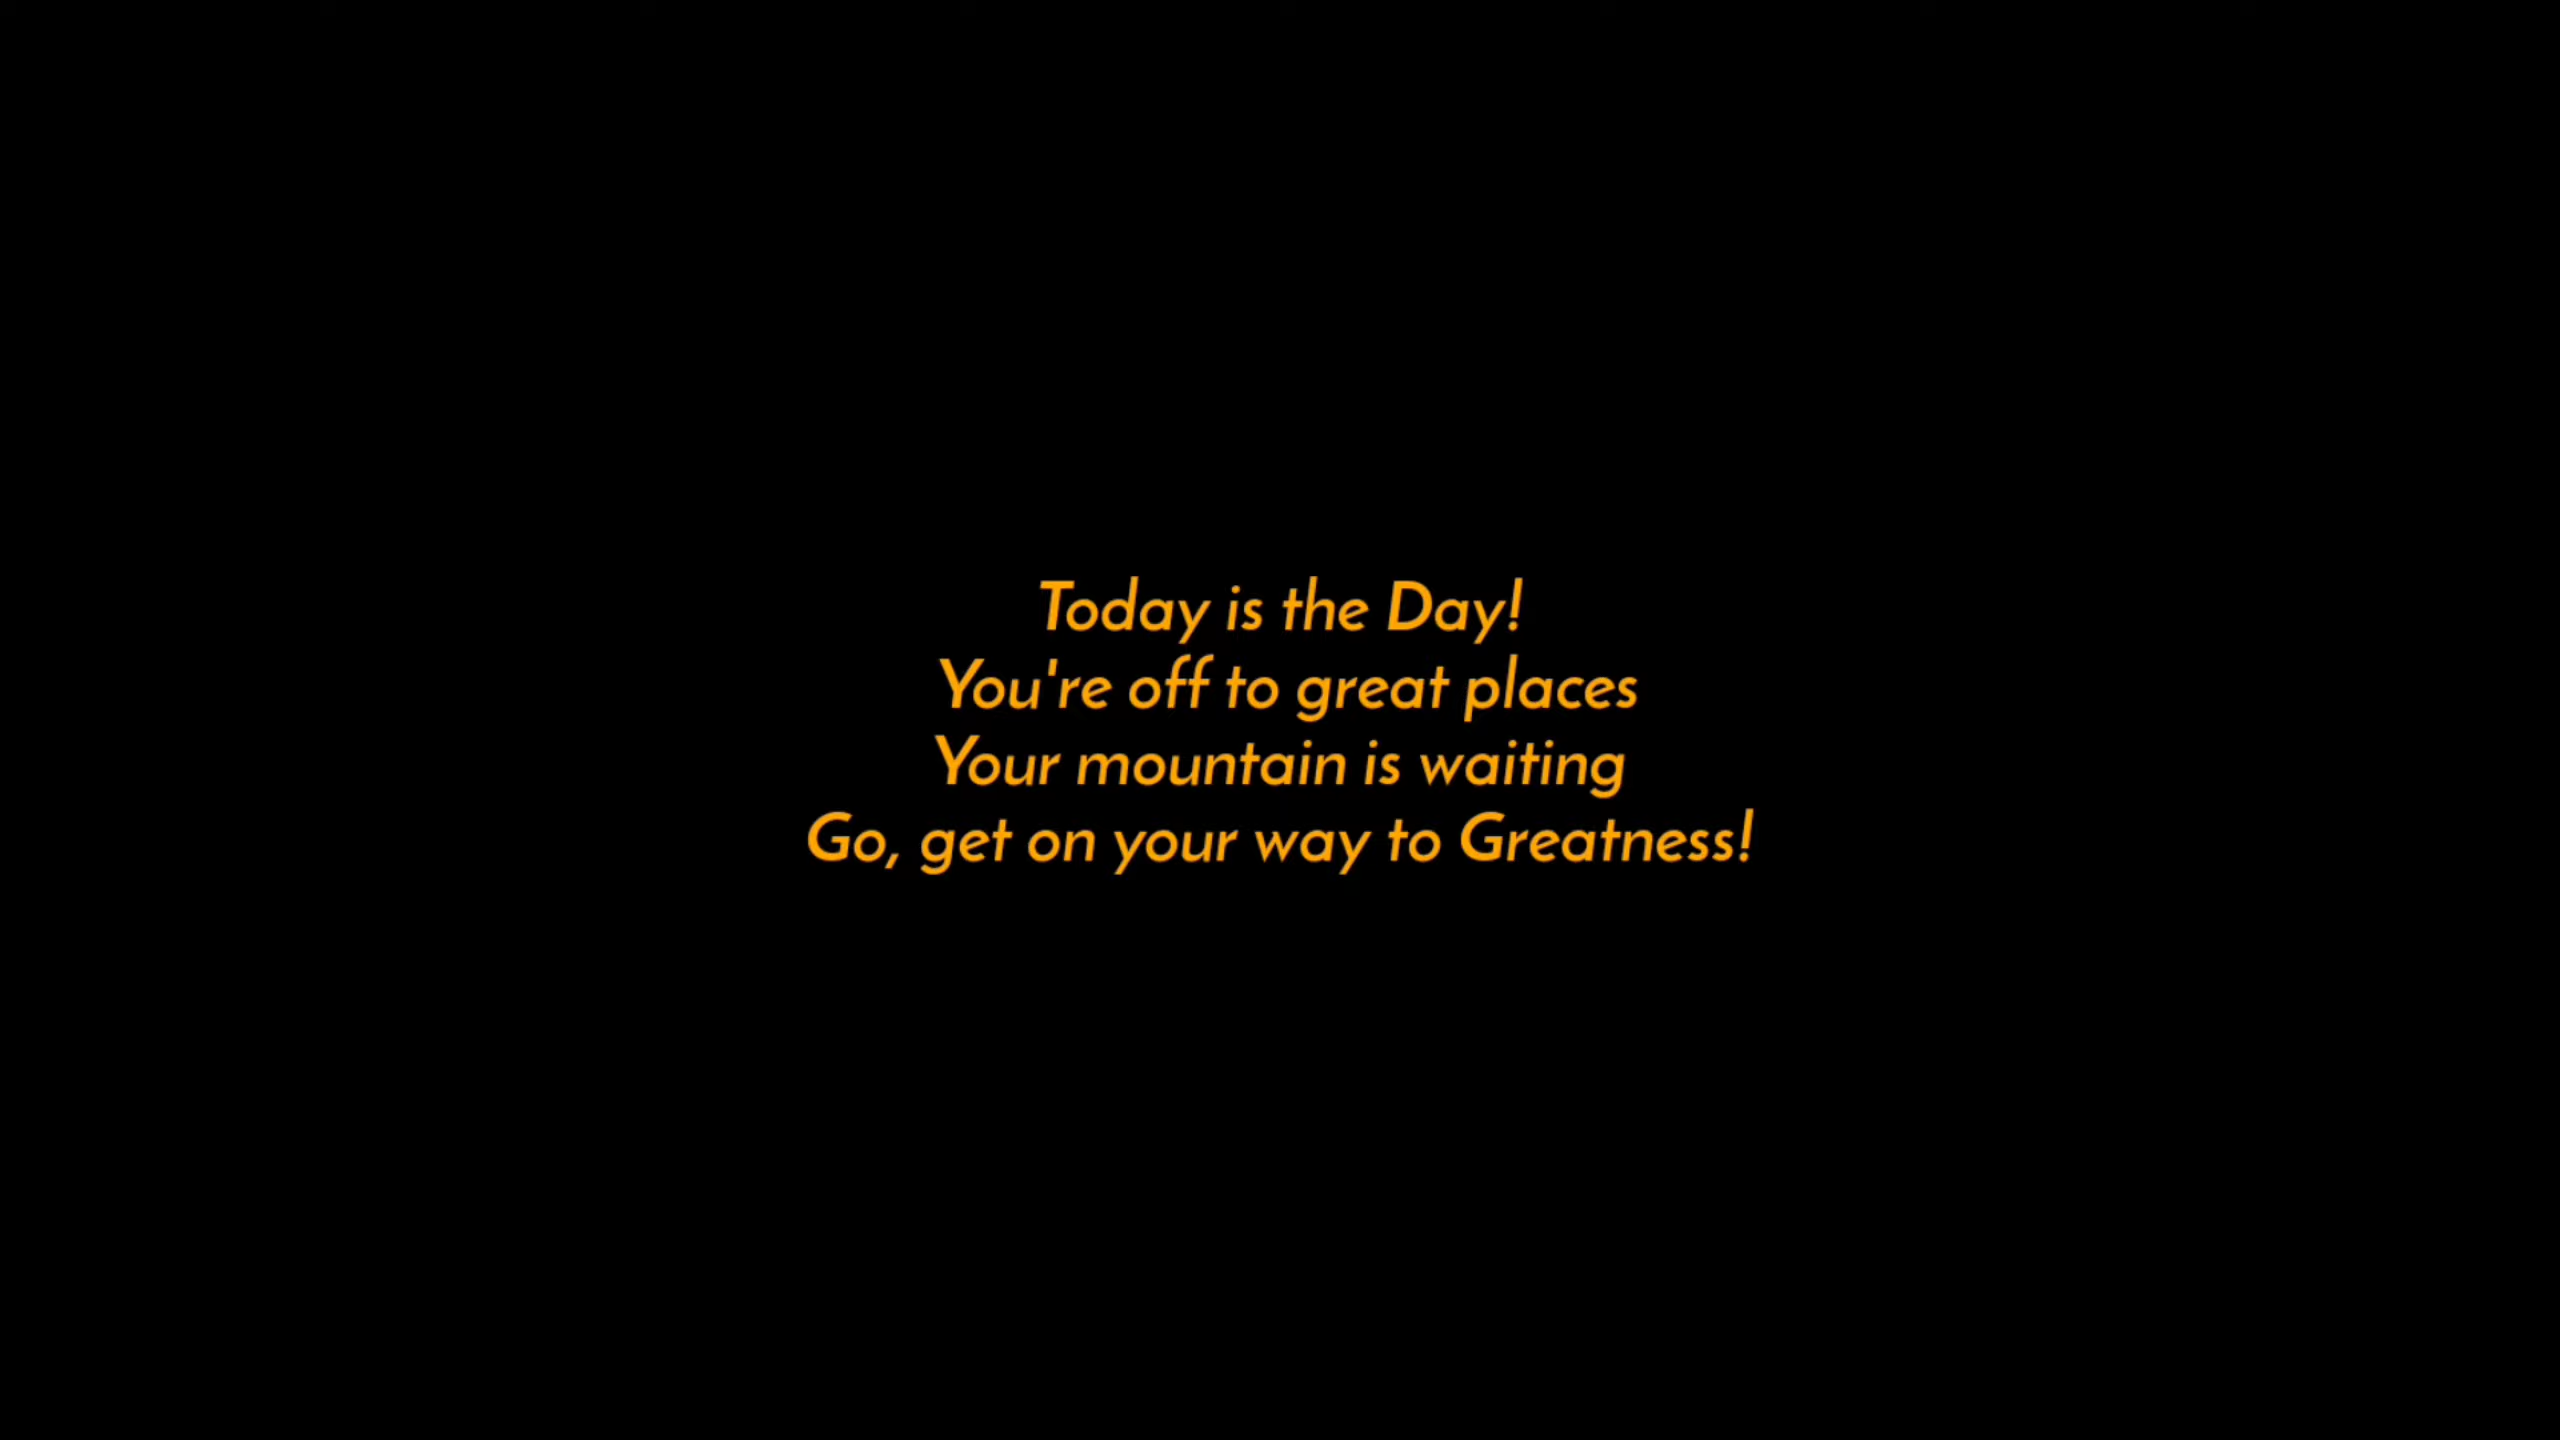 Today is the Day!
You're off to great places
Your mountain is waiting
Go, get on your way to Greatness!